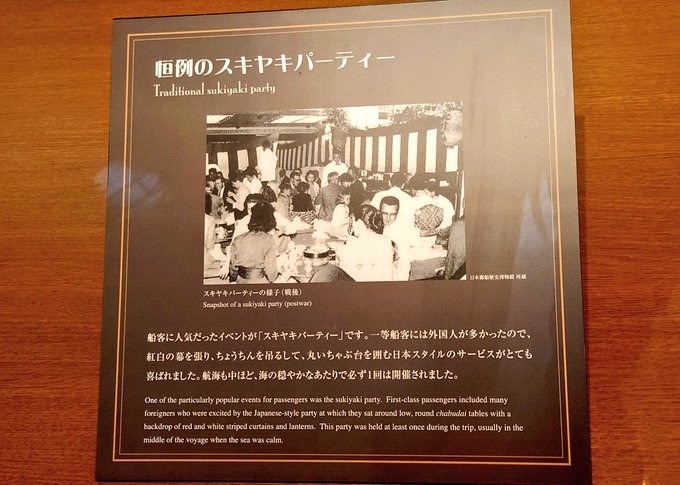 恒例のスキヤキパーティー
Traditional sukiyaki party
日本郵船歴史博物館 所蔵
スキヤキパーティーの様子（戦後）
Snapshot of a sukiyaki party (postwar)
船客に人気だったイベントが「スキヤキパーティー」です。一等船客には外国人が多かったので、
紅白の幕を張り、ちょうちんを吊るして、丸いちゃぶ台を囲む日本スタイルのサービスがとても
喜ばれました。航海も中ほど、海の穏やかなあたりで必ず1回は開催されました。
One of the particularly popular events for passengers was the sukiyaki party.  First-class passengers included many
foreigners who were excited by the Japanese-style party at which they sat around low, round chabudai tables with a
backdrop of red and white striped curtains and lanterns.  This party was held at least once during the trip, usually in the
middle of the voyage when the sea was calm.